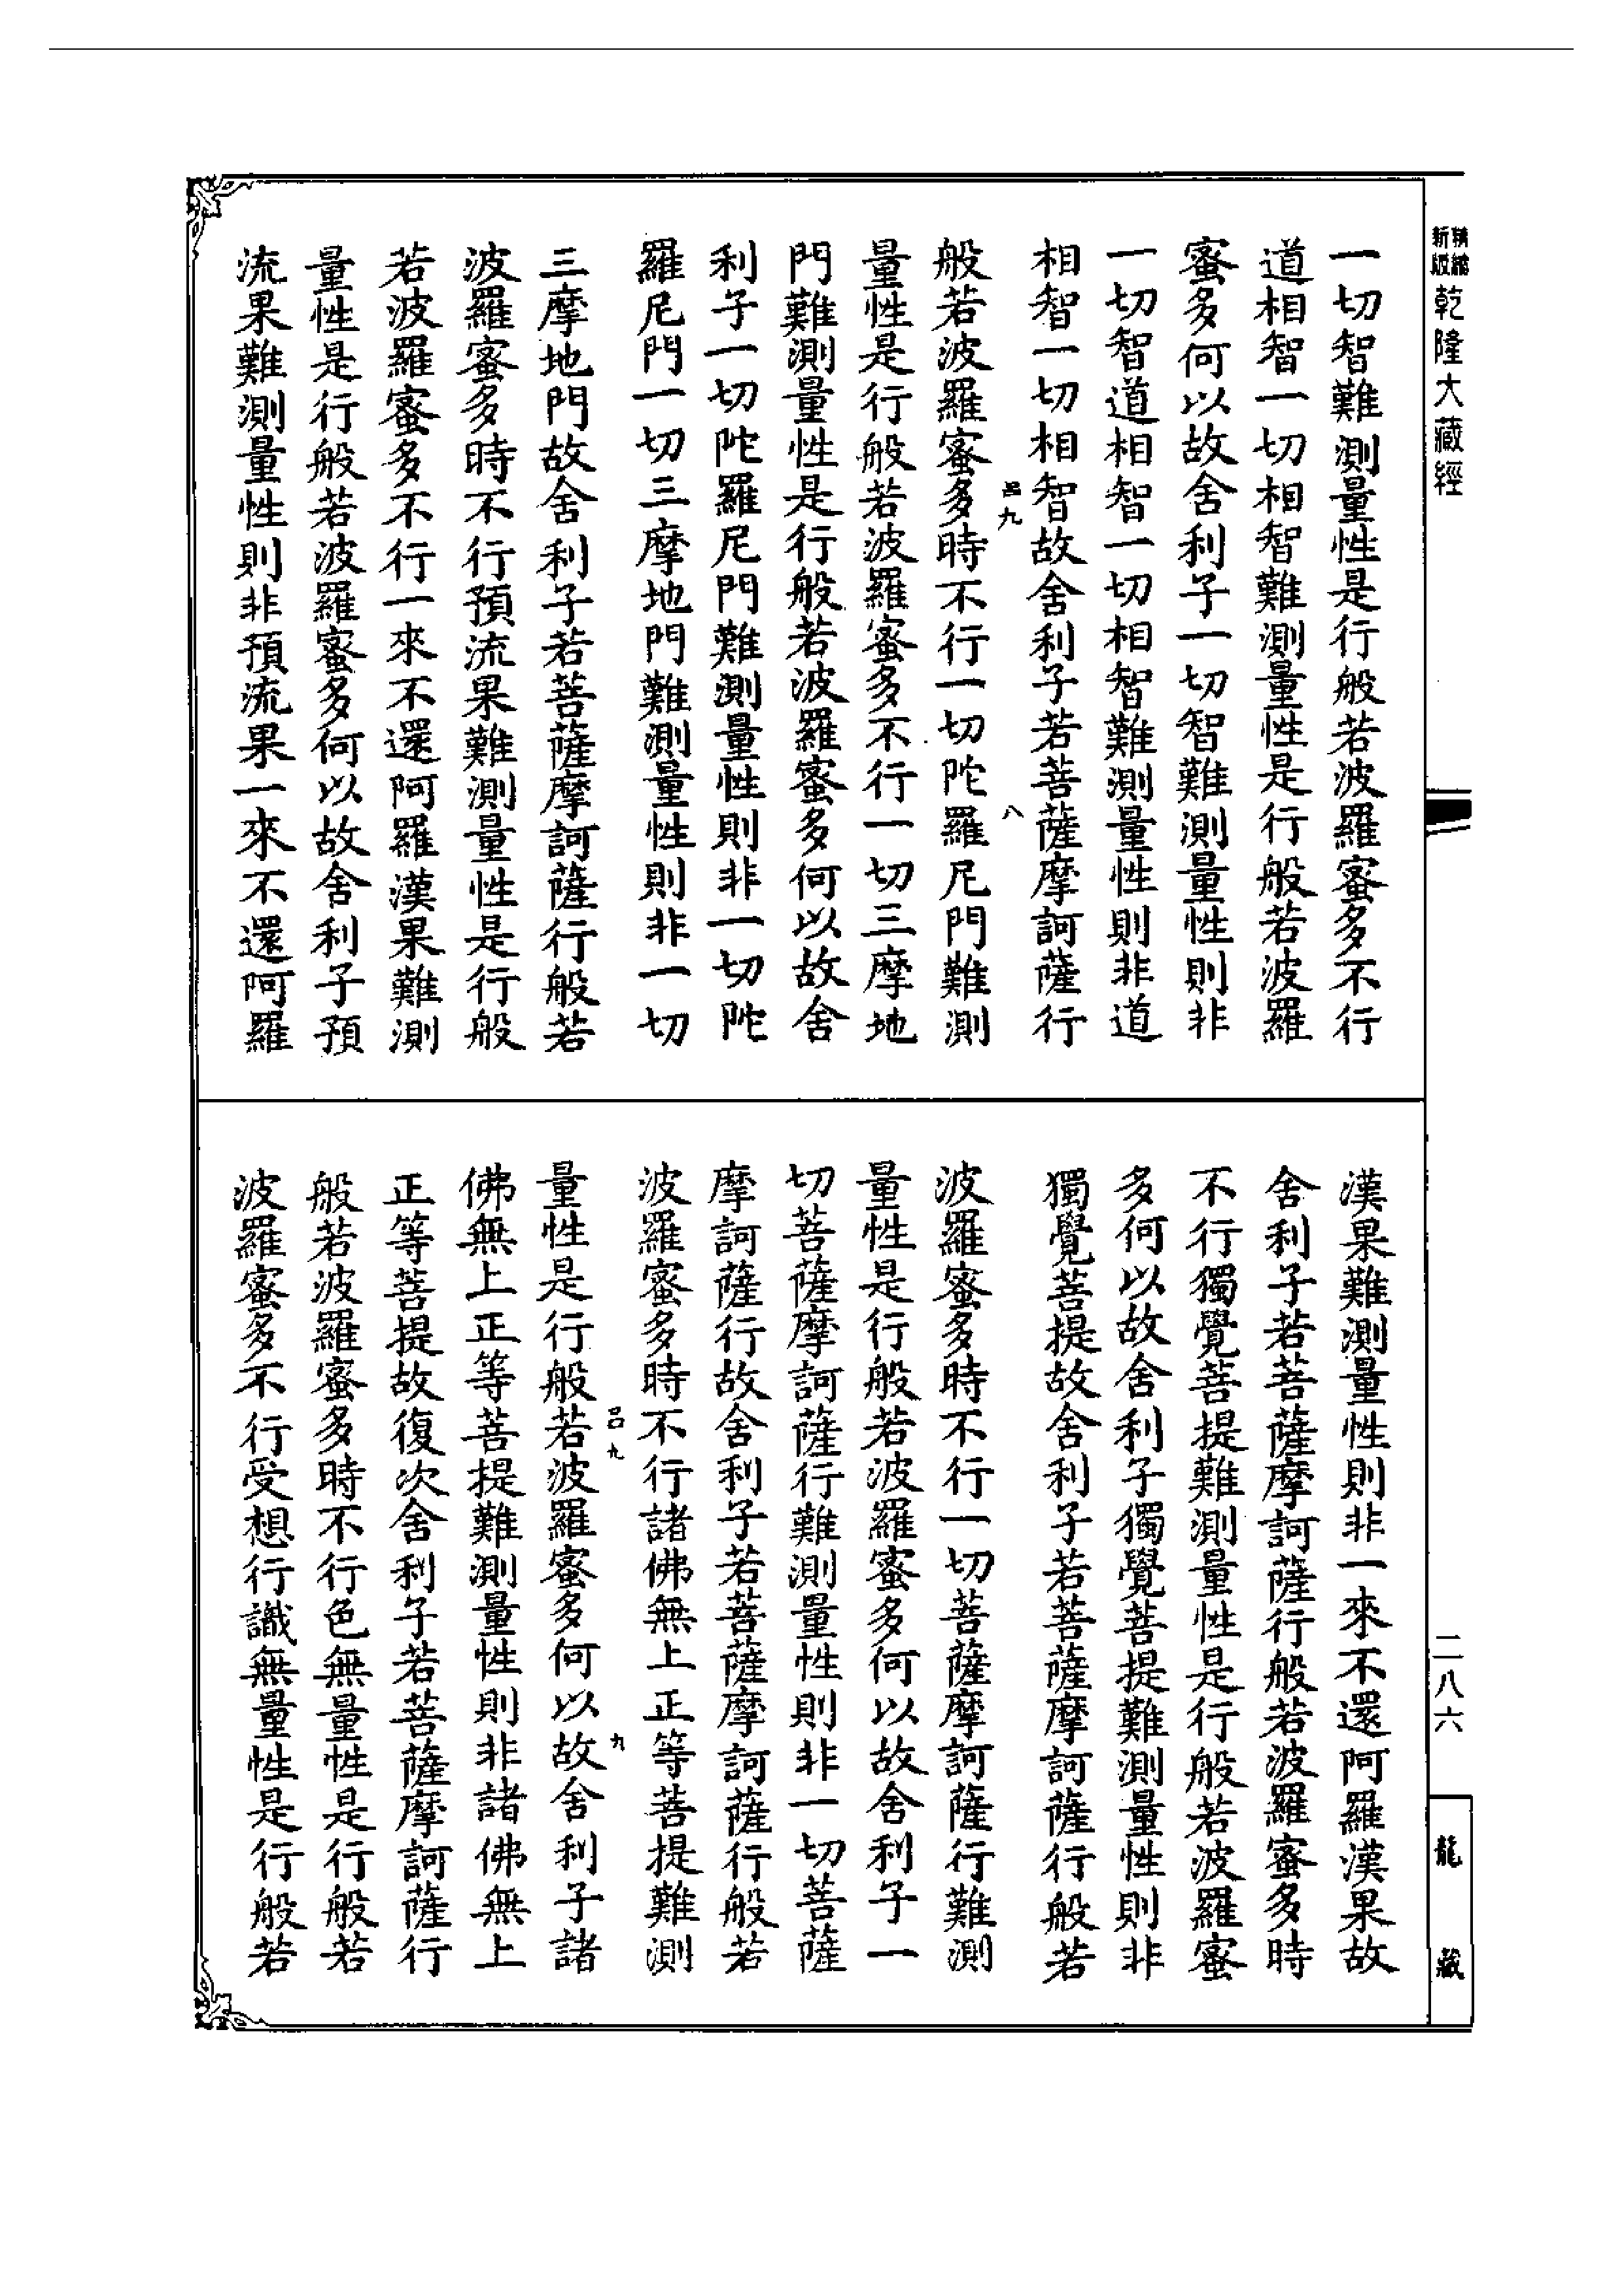 新版
精縮
乾隆大藏經
一切智難測量性是行般若波羅蜜多不行
道相智一切相智難測量性是行般若波羅
蜜多何以故舍利子一切智難測量性則非
一切智道相智一切相智難測量性則非道
相智一切相智故舍利子若菩薩摩訶薩行
呂九
八
般若波羅蜜多時不行一切陀羅尼門難測
量性是行般若波羅蜜多不行一切三摩地
門難測量性是行般若波羅蜜多何以故舍
利子一切陀羅尼門難測量性則非一切陀
羅尼門一切三摩地門難測量性則非一切
三摩地門故舍利子若菩薩摩訶薩行般若
波羅蜜多時不行預流果難測量性是行般
若波羅蜜多不行一來不還阿羅漢果難測
量性是行般若波羅蜜多何以故舍利子預
流果難測量性則非預流果一來不還阿羅
漢果難測量性則非一來不還阿羅漢果故
舍利子若菩薩摩訶薩行般若波羅蜜多時
不行獨覺菩提難測量性是行般若波羅蜜
多何以故舍利子獨覺菩提難測量性則非
獨覺菩提故舍利子若菩薩摩訶薩行般若
波羅蜜多時不行一切菩薩摩訶薩行難測
量性是行般若波羅蜜多何以故舍利子一
切菩薩摩訶薩行難測量性則非一切菩薩
摩訶薩行故舍利子若菩薩摩訶薩行般若
波羅蜜多時不行諸佛無上正等菩提難測
呂九
九
量性是行般若波羅蜜多何以故舍利子諸
佛無上正等菩提難測量性則非諸佛無上
正等菩提故復次舍利子若菩薩摩訶薩行
般若波羅蜜多時不行色無量性是行般若
波羅蜜多不行受想行識無量性是行般若
二八六
龍藏